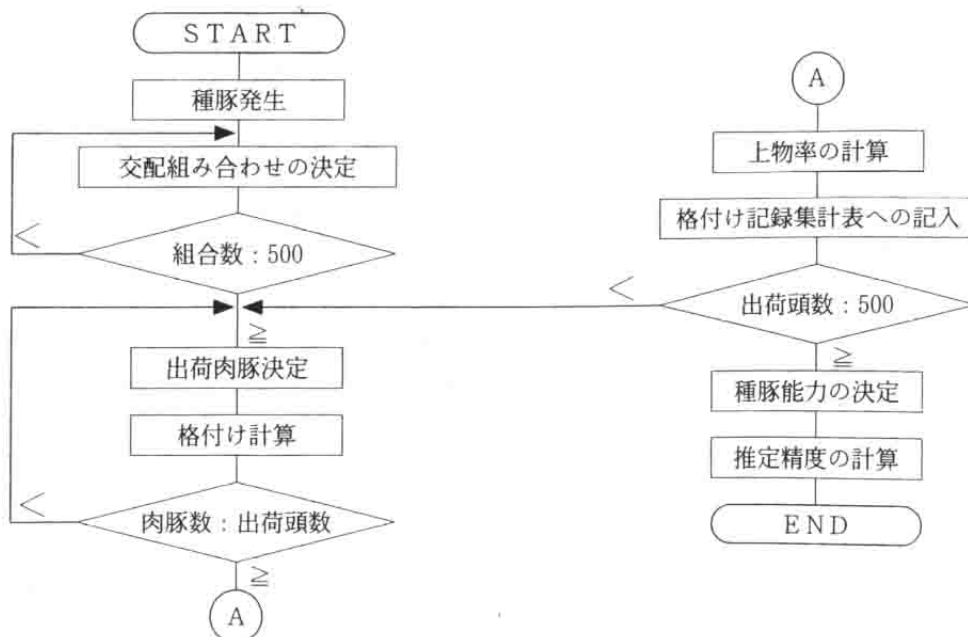 START
種豚発生
交配組み合わせの決定
<
組合数：500
≧
出荷肉豚決定
格付け計算
<
肉豚数：出荷頭数
≧
A
A
上物率の計算
格付け記録集計表への記入
<
出荷頭数：500
≧
種豚能力の決定
推定精度の計算
END